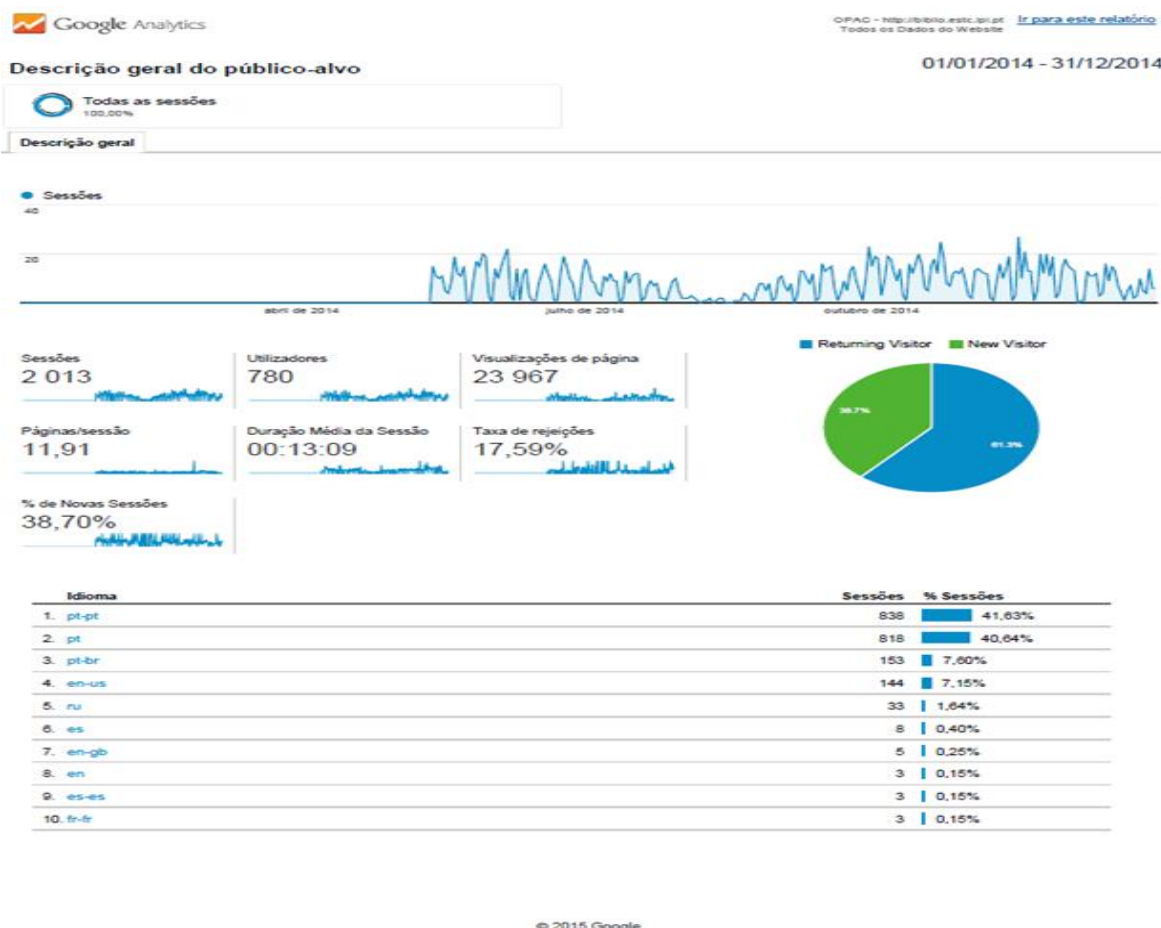 Google Analytics
OPAC - http://biblio.estc.ipl.pt
Todos os Dados do Website
Ir para este relatório
Descrição geral do público-alvo
01/01/2014 - 31/12/2014
Todas as sessões
100,00%
Descrição geral
Sessões
40
20
abril de 2014
julho de 2014
outubro de 2014
Returning Visitor
New Visitor
Sessões
2 013
Utilizadores
780
Visualizações de página
23 967
Páginas/sessão
11,91
Duração Média da Sessão
00:13:09
Taxa de rejeições
17,59%
% de Novas Sessões
38,70%
38.7%
61.3%
Idioma Sessões % Sessões
1. pt-pt 838 41,63%
2. pt 818 40,64%
3. pt-br 153 7,60%
4. en-us 144 7,15%
5. ru 33 1,64%
6. es 8 0,40%
7. en-gb 5 0,25%
8. en 3 0,15%
9. es-es 3 0,15%
10. fr-fr 3 0,15%
© 2015 Google